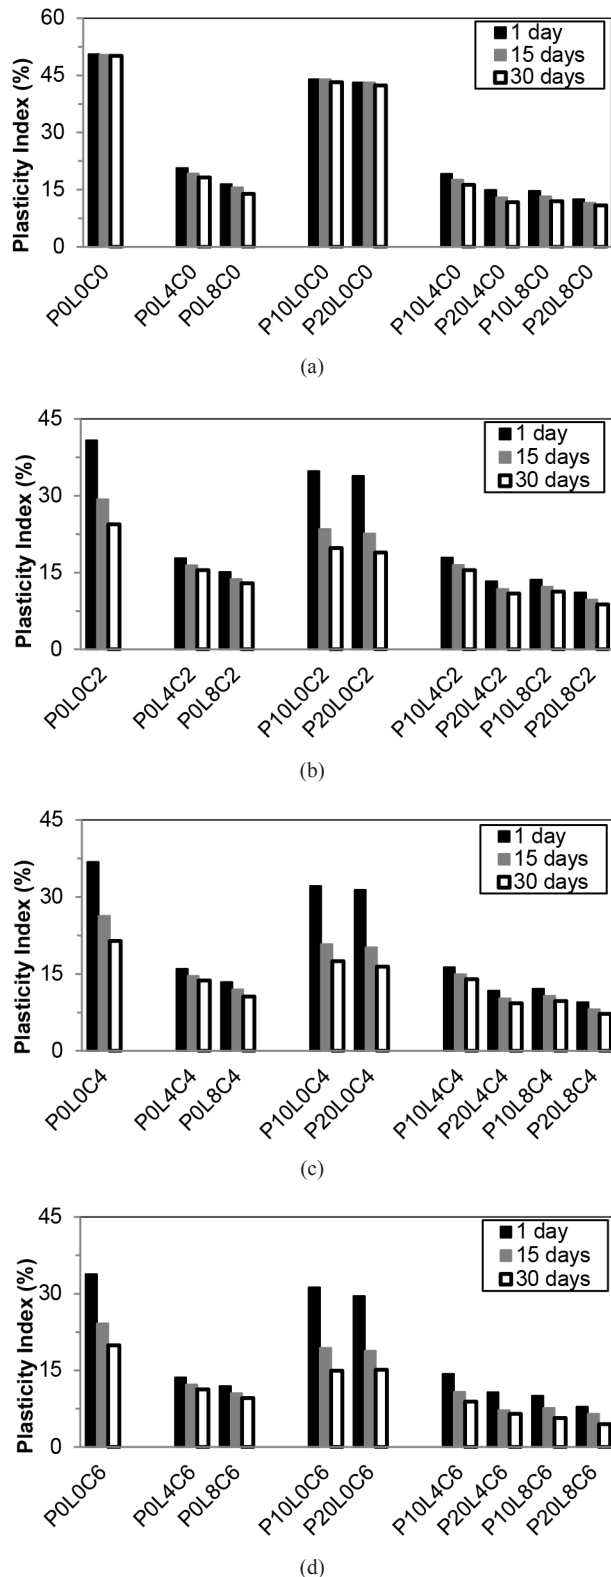 60
45
30
15
0
Plasticity Index (%)
1 day
15 days
30 days
P0L0C0
P0L4C0
P0L8C0
P10L0C0
P20L0C0
P10L4C0
P20L4C0
P10L8C0
P20L8C0
(a)
45
30
15
0
Plasticity Index (%)
1 day
15 days
30 days
P0L0C2
P0L4C2
P0L8C2
P10L0C2
P20L0C2
P10L4C2
P20L4C2
P10L8C2
P20L8C2
(b)
45
30
15
0
Plasticity Index (%)
1 day
15 days
30 days
P0L0C4
P0L4C4
P0L8C4
P10L0C4
P20L0C4
P10L4C4
P20L4C4
P10L8C4
P20L8C4
(c)
45
30
15
0
Plasticity Index (%)
1 day
15 days
30 days
P0L0C6
P0L4C6
P0L8C6
P10L0C6
P20L0C6
P10L4C6
P20L4C6
P10L8C6
P20L8C6
(d)